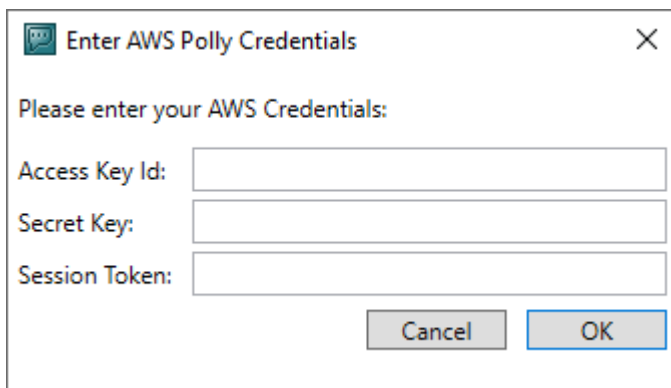 Enter AWS Polly Credentials
Please enter your AWS Credentials:
Access Key Id:
Secret Key:
Session Token:
Cancel OK